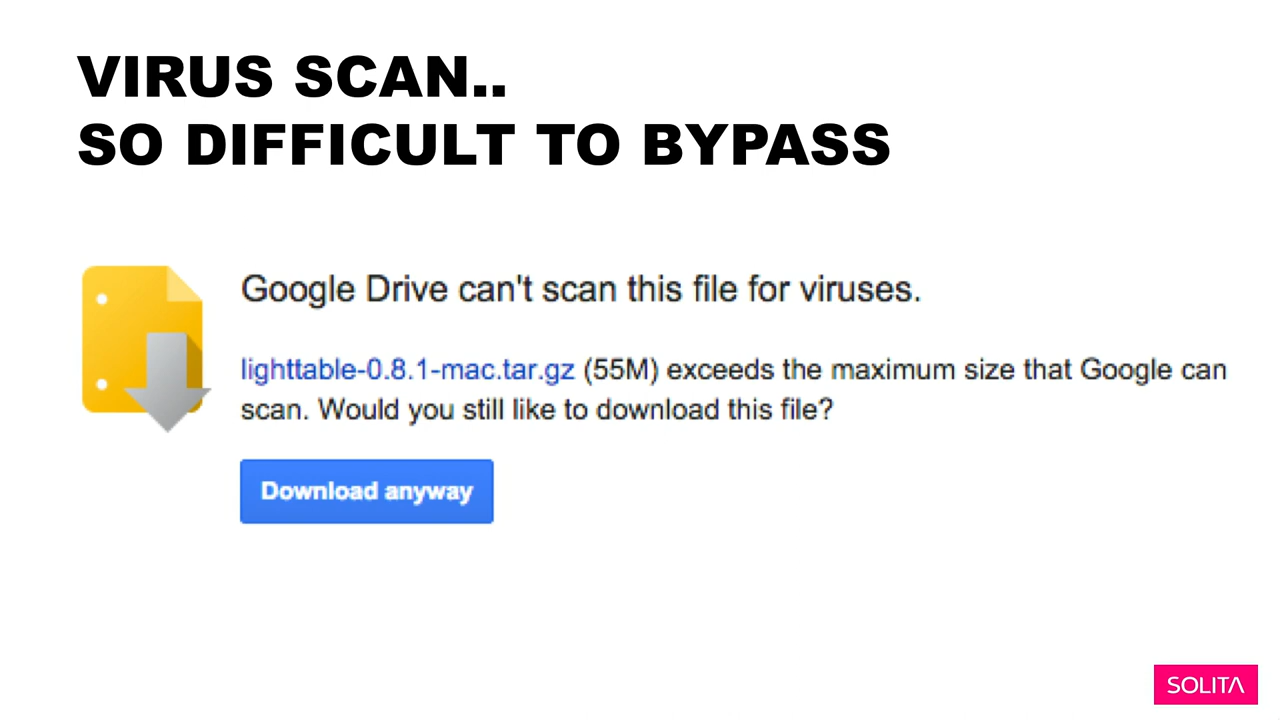 VIRUS SCAN..
SO DIFFICULT TO BYPASS
Google Drive can't scan this file for viruses.
lighttable-0.8.1-mac.tar.gz (55M) exceeds the maximum size that Google can
scan. Would you still like to download this file?
Download anyway
SOLITA